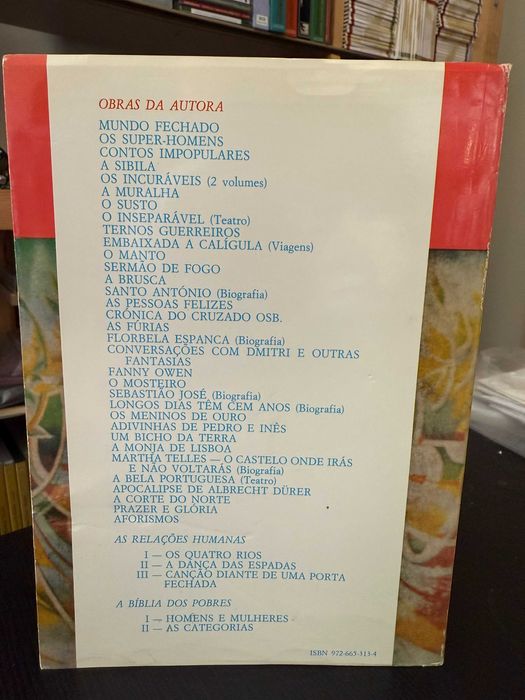 OBRAS DA AUTORA
MUNDO FECHADO
OS SUPER-HOMENS
CONTOS IMPOPULARES
A SIBILA
OS INCURÁVEIS (2 volumes)
A MURALHA
O SUSTO
O INSEPARÁVEL (Teatro)
TERNOS GUERREIROS
EMBAIXADA A CALÍGULA (Viagens)
O MANTO
SERMÃO DE FOGO
A BRUSCA
SANTO ANTÓNIO (Biografia)
AS PESSOAS FELIZES
CRÓNICA DO CRUZADO OSB.
AS FÚRIAS
FLORBELA ESPANCA (Biografia)
CONVERSAÇÕES COM DMITRI E OUTRAS
FANTASIAS
FANNY OWEN
O MOSTEIRO
SEBASTIÃO JOSÉ (Biografia)
LONGOS DIAS TÊM CEM ANOS (Biografia)
OS MENINOS DE OURO
ADIVINHAS DE PEDRO E INÊS
UM BICHO DA TERRA
A MONJA DE LISBOA
MARTHA TELLES — O CASTELO ONDE IRÁS
E NÃO VOLTARÁS (Biografia)
A BELA PORTUGUESA (Teatro)
APOCALIPSE DE ALBRECHT DÜRER
A CORTE DO NORTE
PRAZER E GLÓRIA
AFORISMOS
AS RELAÇÕES HUMANAS
I — OS QUATRO RIOS
II — A DANÇA DAS ESPADAS
III — CANÇÃO DIANTE DE UMA PORTA
FECHADA
A BÍBLIA DOS POBRES
I — HOMENS E MULHERES
II — AS CATEGORIAS
ISBN 972-665-313-4